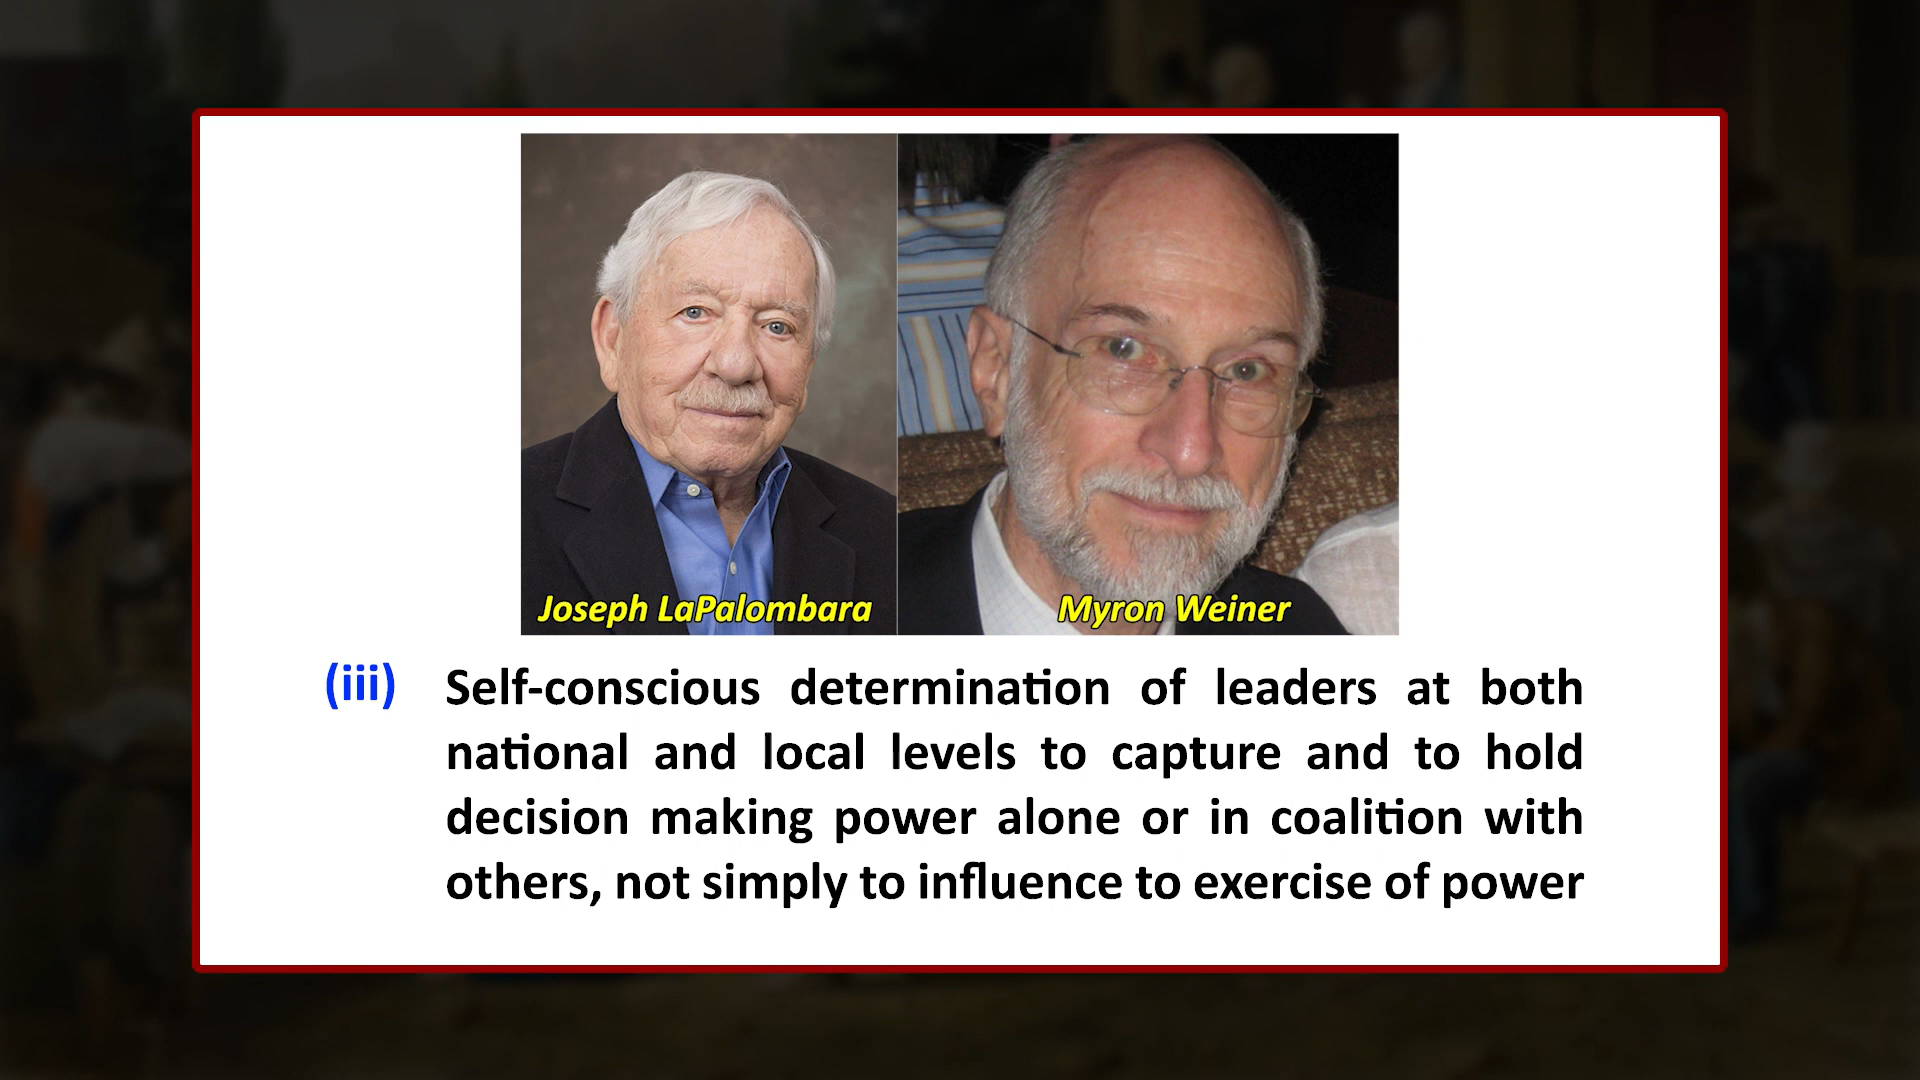 Joseph LaPalombara
Myron Weiner
(iii) Self-conscious determination of leaders at both
national and local levels to capture and to hold
decision making power alone or in coalition with
others, not simply to influence to exercise of power